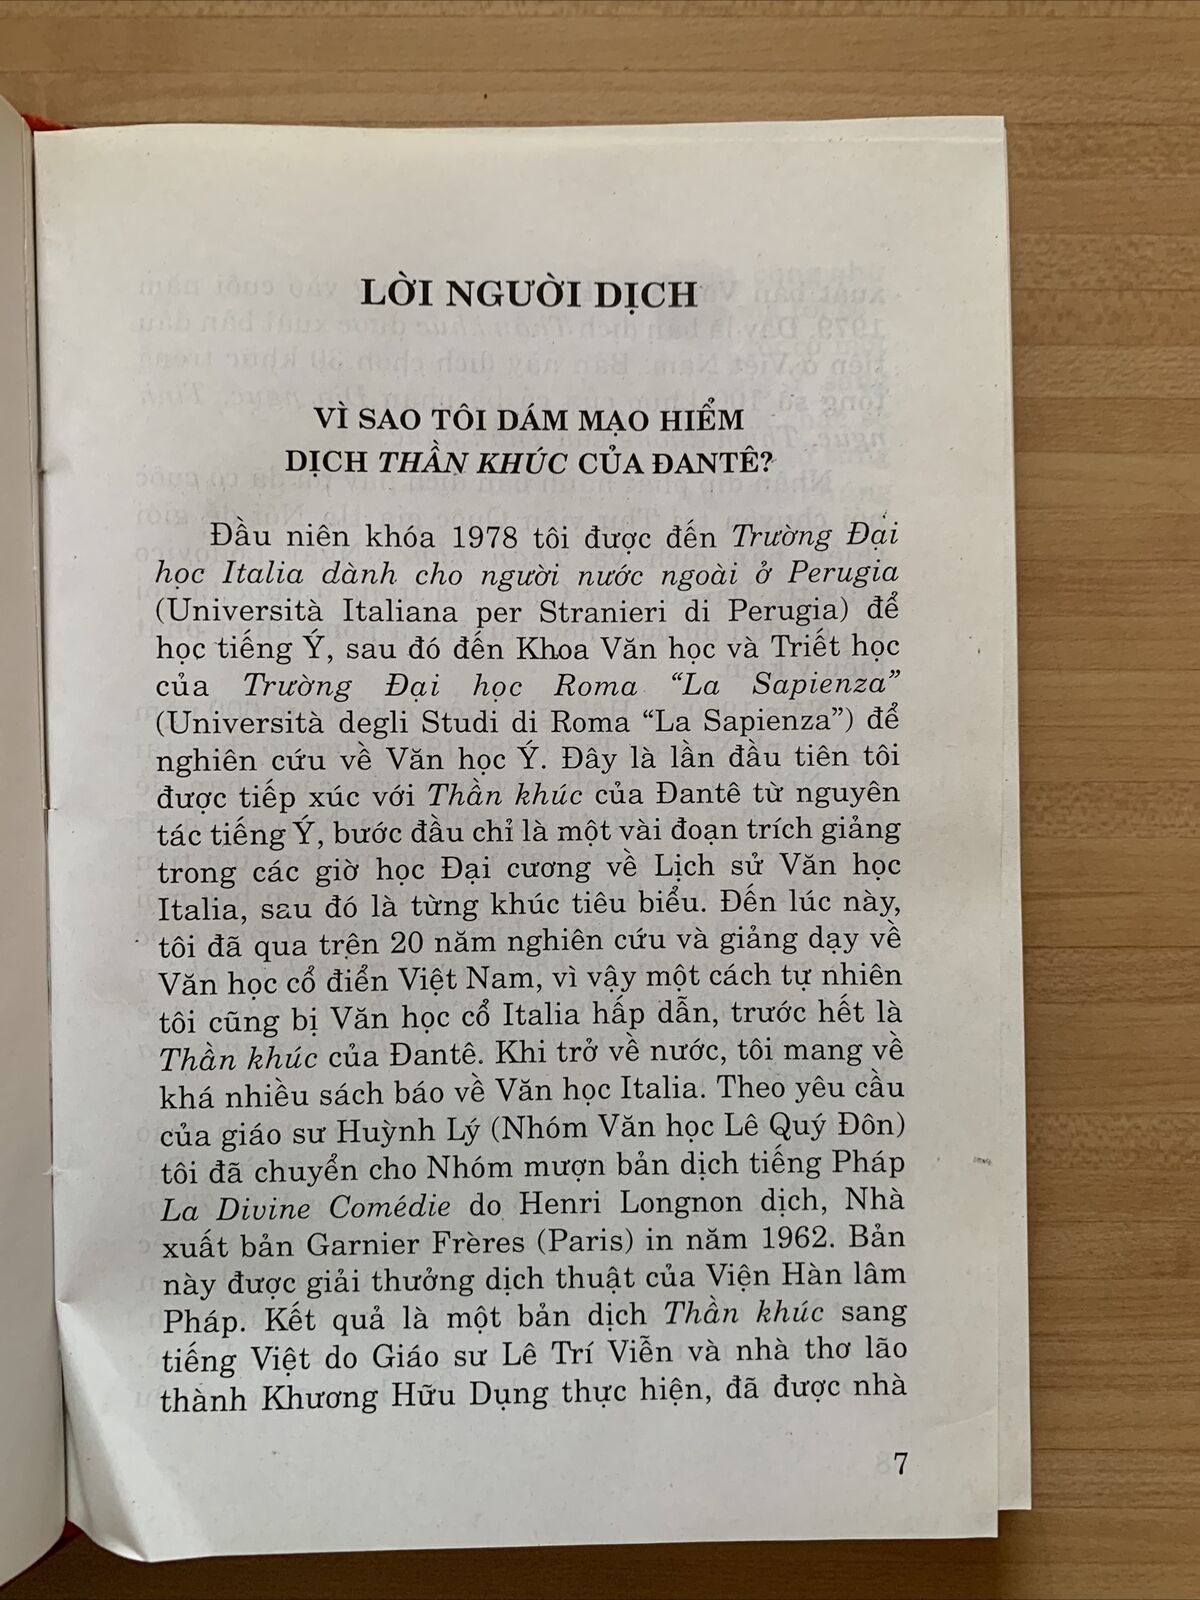 LỜI NGƯỜI DỊCH
VÌ SAO TÔI DÁM MẠO HIỂM
DỊCH THẦN KHÚC CỦA ĐANTÊ?
Đầu niên khóa 1978 tôi được đến Trường Đại
học Italia dành cho người nước ngoài ở Perugia
(Università Italiana per Stranieri di Perugia) để
học tiếng Ý, sau đó đến Khoa Văn học và Triết học
của Trường Đại học Roma “La Sapienza”
(Università degli Studi di Roma “La Sapienza”) để
nghiên cứu về Văn học Ý. Đây là lần đầu tiên tôi
được tiếp xúc với Thần khúc của Đantê từ nguyên
tác tiếng Ý, bước đầu chỉ là một vài đoạn trích giảng
trong các giờ học Đại cương về Lịch sử Văn học
Italia, sau đó là từng khúc tiêu biểu. Đến lúc này,
tôi đã qua trên 20 năm nghiên cứu và giảng dạy về
Văn học cổ điển Việt Nam, vì vậy một cách tự nhiên
tôi cũng bị Văn học cổ Italia hấp dẫn, trước hết là
Thần khúc của Đantê. Khi trở về nước, tôi mang về
khá nhiều sách báo về Văn học Italia. Theo yêu cầu
của giáo sư Huỳnh Lý (Nhóm Văn học Lê Quý Đôn)
tôi đã chuyển cho Nhóm mượn bản dịch tiếng Pháp
La Divine Comédie do Henri Longnon dịch, Nhà
xuất bản Garnier Frères (Paris) in năm 1962. Bản
này được giải thưởng dịch thuật của Viện Hàn lâm
Pháp. Kết quả là một bản dịch Thần khúc sang
tiếng Việt do Giáo sư Lê Trí Viễn và nhà thơ lão
thành Khương Hữu Dụng thực hiện, đã được nhà
7